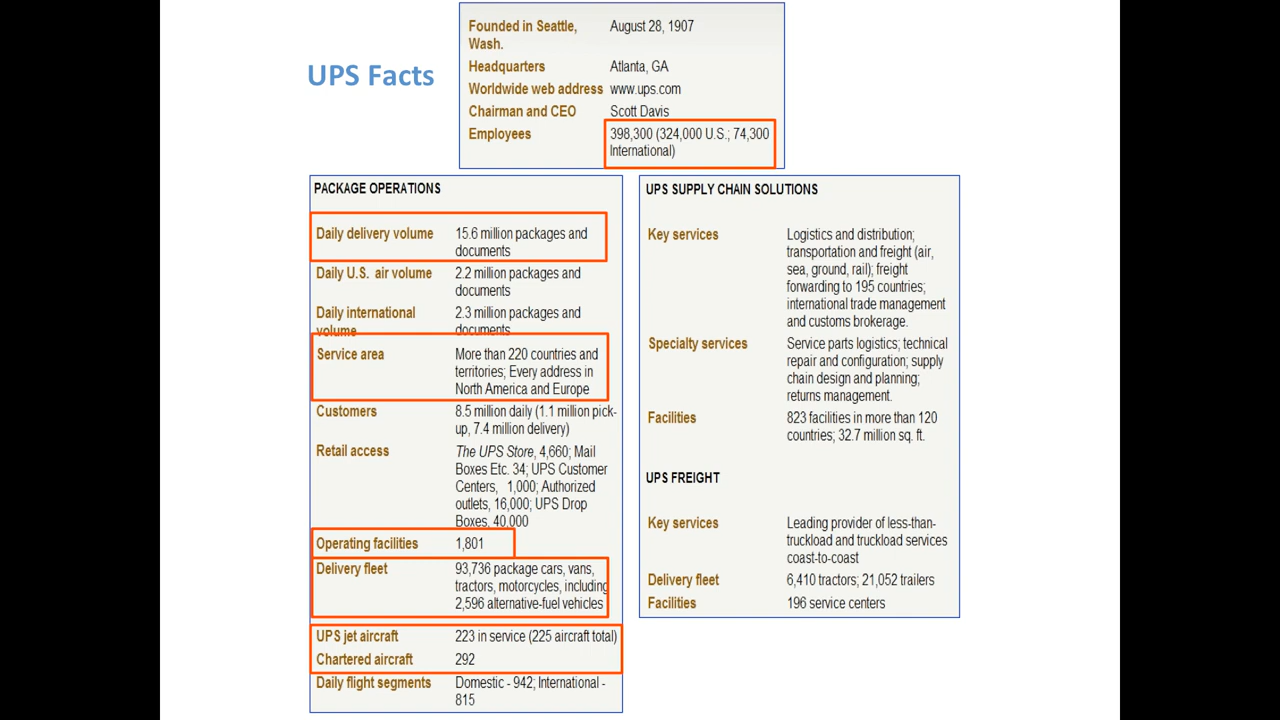 UPS Facts
Founded in Seattle, August 28, 1907
Wash.
Headquarters Atlanta, GA
Worldwide web address www.ups.com
Chairman and CEO Scott Davis
Employees 398,300 (324,000 U.S.; 74,300
International)
PACKAGE OPERATIONS
Daily delivery volume 15.6 million packages and
documents
Daily U.S. air volume 2.2 million packages and
documents
Daily international 2.3 million packages and
volume documents
Service area More than 220 countries and
territories; Every address in
North America and Europe
Customers 8.5 million daily (1.1 million pick-
up, 7.4 million delivery)
Retail access The UPS Store, 4,660; Mail
Boxes Etc. 34; UPS Customer
Centers, 1,000; Authorized
outlets, 16,000; UPS Drop
Boxes, 40,000
Operating facilities 1,801
Delivery fleet 93,736 package cars, vans,
tractors, motorcycles, including
2,596 alternative-fuel vehicles
UPS jet aircraft 223 in service (225 aircraft total)
Chartered aircraft 292
Daily flight segments Domestic - 942; International -
815
UPS SUPPLY CHAIN SOLUTIONS
Key services Logistics and distribution;
transportation and freight (air,
sea, ground, rail); freight
forwarding to 195 countries;
international trade management
and customs brokerage.
Specialty services Service parts logistics; technical
repair and configuration; supply
chain design and planning;
returns management.
Facilities 823 facilities in more than 120
countries; 32.7 million sq. ft.
UPS FREIGHT
Key services Leading provider of less-than-
truckload and truckload services
coast-to-coast
Delivery fleet 6,410 tractors; 21,052 trailers
Facilities 196 service centers